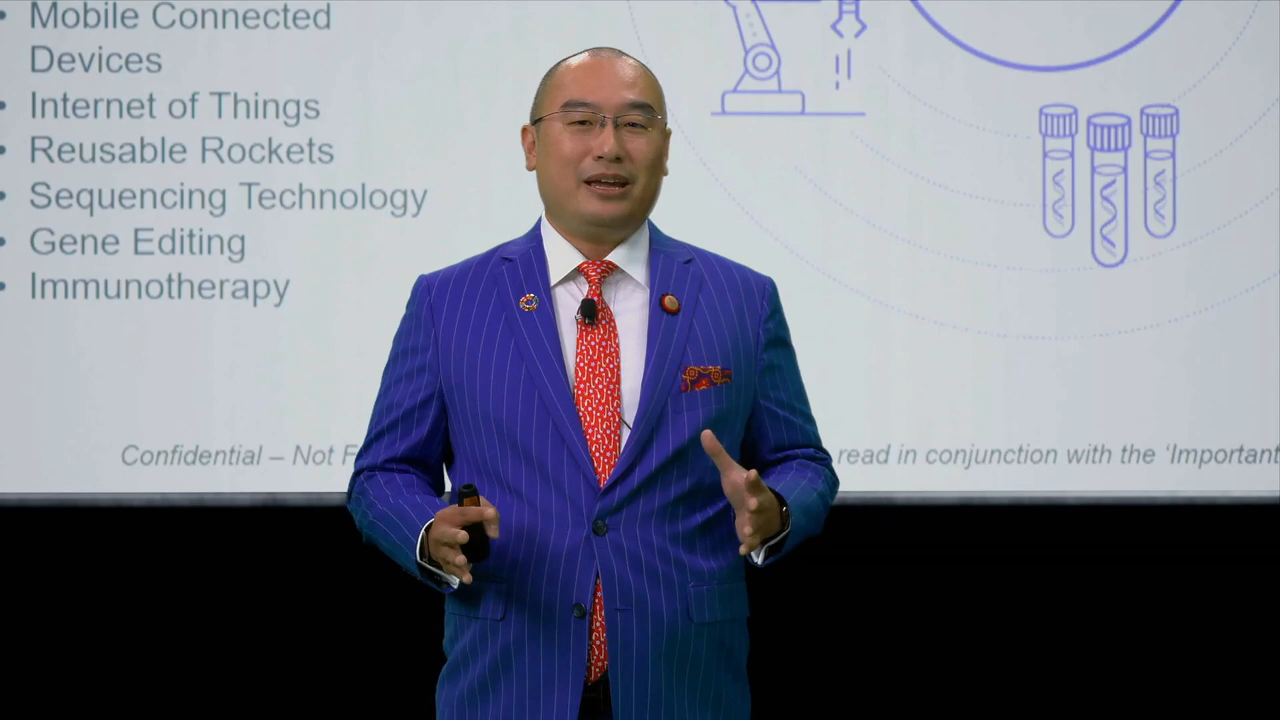 • Mobile Connected
Devices
• Internet of Things
• Reusable Rockets
• Sequencing Technology
• Gene Editing
• Immunotherapy
Confidential – Not F
read in conjunction with the ‘Important